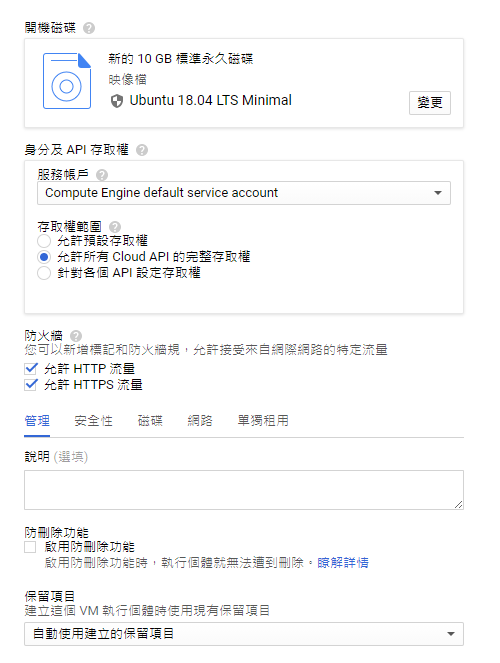 開機磁碟
新的 10 GB 標準永久磁碟
映像檔
Ubuntu 18.04 LTS Minimal
變更
身分及 API 存取權
服務帳戶
Compute Engine default service account
存取權範圍
允許預設存取權
允許所有 Cloud API 的完整存取權
針對各個 API 設定存取權
防火牆
您可以新增標記和防火牆規，允許接受來自網際網路的特定流量
允許 HTTP 流量
允許 HTTPS 流量
管理 安全性 磁碟 網路 單獨租用
說明 (選填)
防刪除功能
啟用防刪除功能
啟用防刪除功能時，執行個體就無法遭到刪除。瞭解詳情
保留項目
建立這個 VM 執行個體時使用現有保留項目
自動使用建立的保留項目